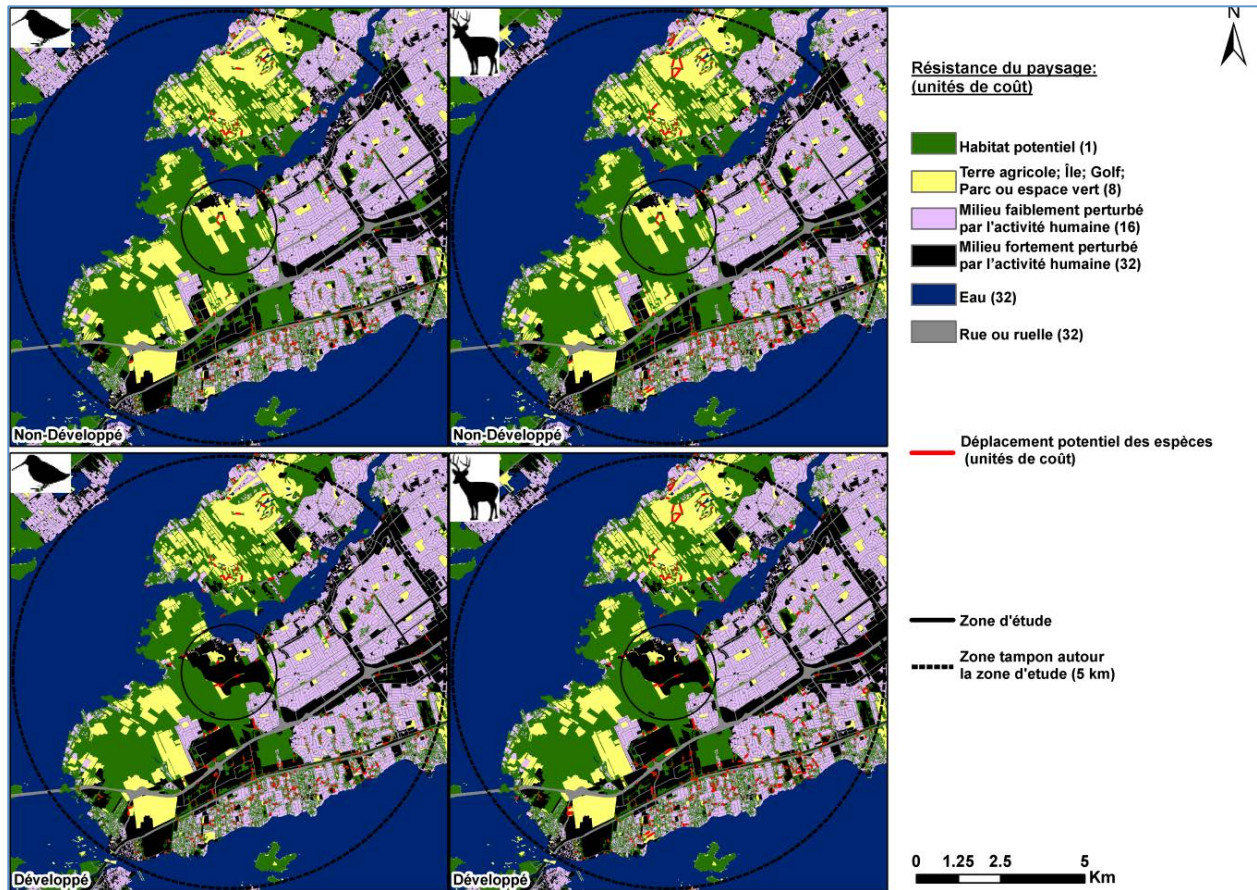 N
Résistance du paysage:
(unités de coût)
Habitat potentiel (1)
Terre agricole; Île; Golf;
Parc ou espace vert (8)
Milieu faiblement perturbé
par l'activité humaine (16)
Milieu fortement perturbé
par l'activité humaine (32)
Eau (32)
Rue ou ruelle (32)
Déplacement potentiel des espèces
(unités de coût)
Zone d'étude
Zone tampon autour
la zone d'etude (5 km)
0 1.25 2.5 5
Km
Non-Développé
Non-Développé
Développé
Développé